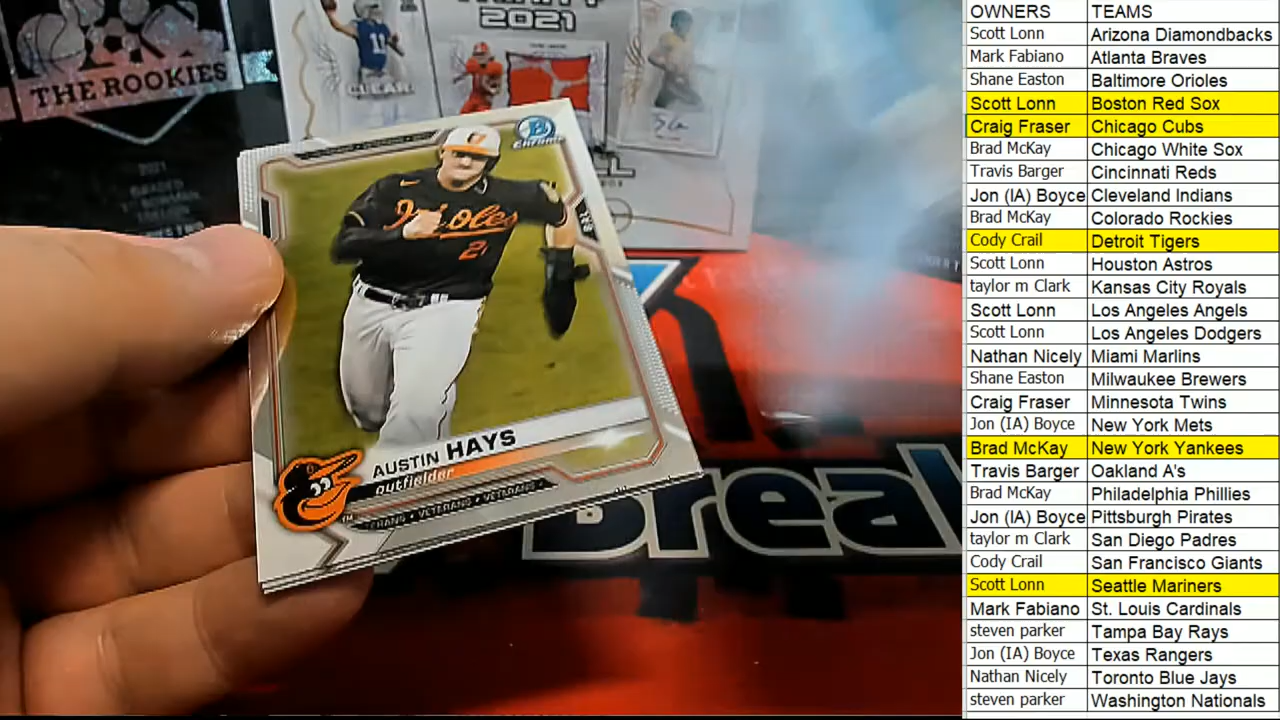 THE ROOKIES
2021
2021
CLEAR
B
CHROME
Orioles
2
AUSTIN HAYS
outfielder
VETERANS • VETERANS
Break
OWNERS TEAMS
Scott Lonn Arizona Diamondbacks
Mark Fabiano Atlanta Braves
Shane Easton Baltimore Orioles
Scott Lonn Boston Red Sox
Craig Fraser Chicago Cubs
Brad McKay Chicago White Sox
Travis Barger Cincinnati Reds
Jon (IA) Boyce Cleveland Indians
Brad McKay Colorado Rockies
Cody Crail Detroit Tigers
Scott Lonn Houston Astros
taylor m Clark Kansas City Royals
Scott Lonn Los Angeles Angels
Scott Lonn Los Angeles Dodgers
Nathan Nicely Miami Marlins
Shane Easton Milwaukee Brewers
Craig Fraser Minnesota Twins
Jon (IA) Boyce New York Mets
Brad McKay New York Yankees
Travis Barger Oakland A's
Brad McKay Philadelphia Phillies
Jon (IA) Boyce Pittsburgh Pirates
taylor m Clark San Diego Padres
Cody Crail San Francisco Giants
Scott Lonn Seattle Mariners
Mark Fabiano St. Louis Cardinals
steven parker Tampa Bay Rays
Jon (IA) Boyce Texas Rangers
Nathan Nicely Toronto Blue Jays
steven parker Washington Nationals